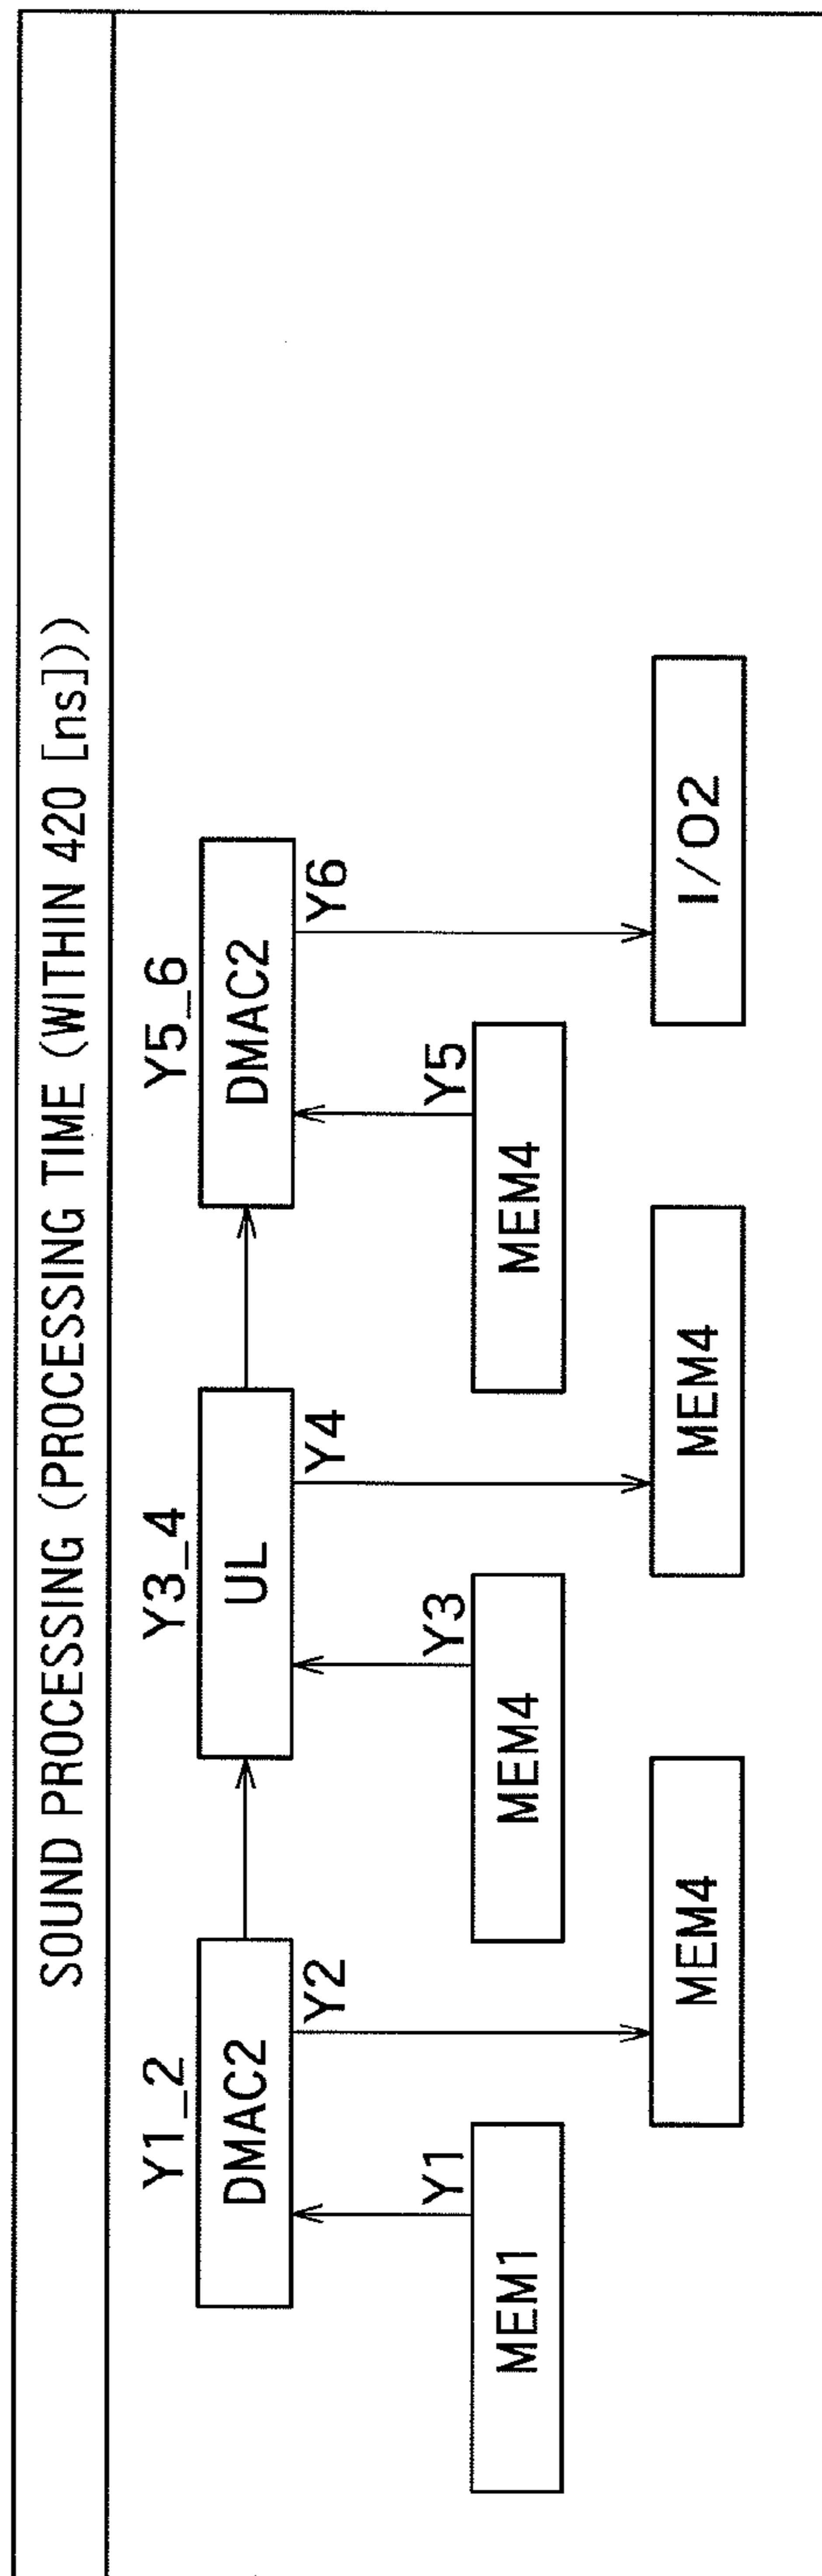 SOUND PROCESSING (PROCESSING TIME (WITHIN 420 [ns]))
Y1_2
Y3_4
Y5_6
DMAC2
UL
DMAC2
Y1
Y2
Y3
Y4
Y5
Y6
MEM1
MEM4
MEM4
MEM4
MEM4
I/O2